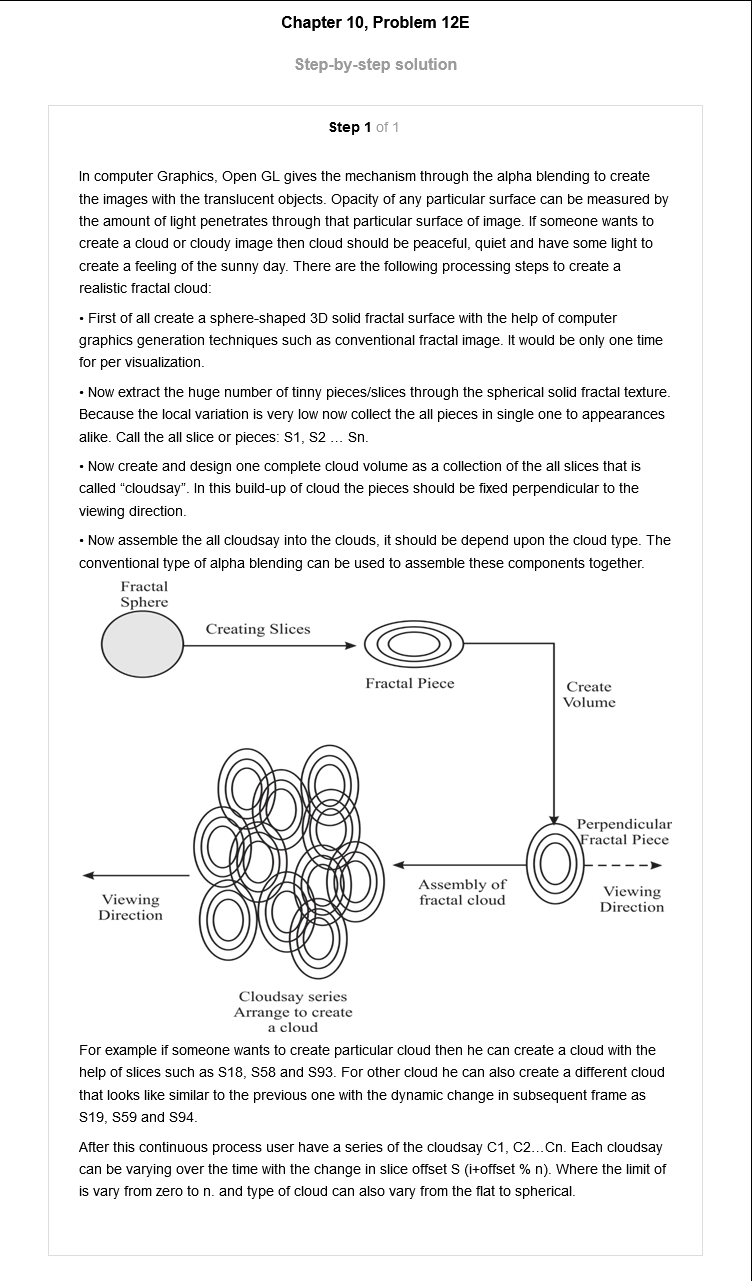 Chapter 10, Problem 12E
Step-by-step solution
Step 1 of 1
In computer Graphics, Open GL gives the mechanism through the alpha blending to create
the images with the translucent objects. Opacity of any particular surface can be measured by
the amount of light penetrates through that particular surface of image. If someone wants to
create a cloud or cloudy image then cloud should be peaceful, quiet and have some light to
create a feeling of the sunny day. There are the following processing steps to create a
realistic fractal cloud:
• First of all create a sphere-shaped 3D solid fractal surface with the help of computer
graphics generation techniques such as conventional fractal image. It would be only one time
for per visualization.
• Now extract the huge number of tinny pieces/slices through the spherical solid fractal texture.
Because the local variation is very low now collect the all pieces in single one to appearances
alike. Call the all slice or pieces: S1, S2 … Sn.
• Now create and design one complete cloud volume as a collection of the all slices that is
called “cloudsay”. In this build-up of cloud the pieces should be fixed perpendicular to the
viewing direction.
• Now assemble the all cloudsay into the clouds, it should be depend upon the cloud type. The
conventional type of alpha blending can be used to assemble these components together.
Fractal
Sphere
Creating Slices
Fractal Piece
Create
Volume
Perpendicular
Fractal Piece
Viewing
Direction
Assembly of
fractal cloud
Viewing
Direction
Cloudsay series
Arrange to create
a cloud
For example if someone wants to create particular cloud then he can create a cloud with the
help of slices such as S18, S58 and S93. For other cloud he can also create a different cloud
that looks like similar to the previous one with the dynamic change in subsequent frame as
S19, S59 and S94.
After this continuous process user have a series of the cloudsay C1, C2…Cn. Each cloudsay
can be varying over the time with the change in slice offset S (i+offset % n). Where the limit of
is vary from zero to n. and type of cloud can also vary from the flat to spherical.